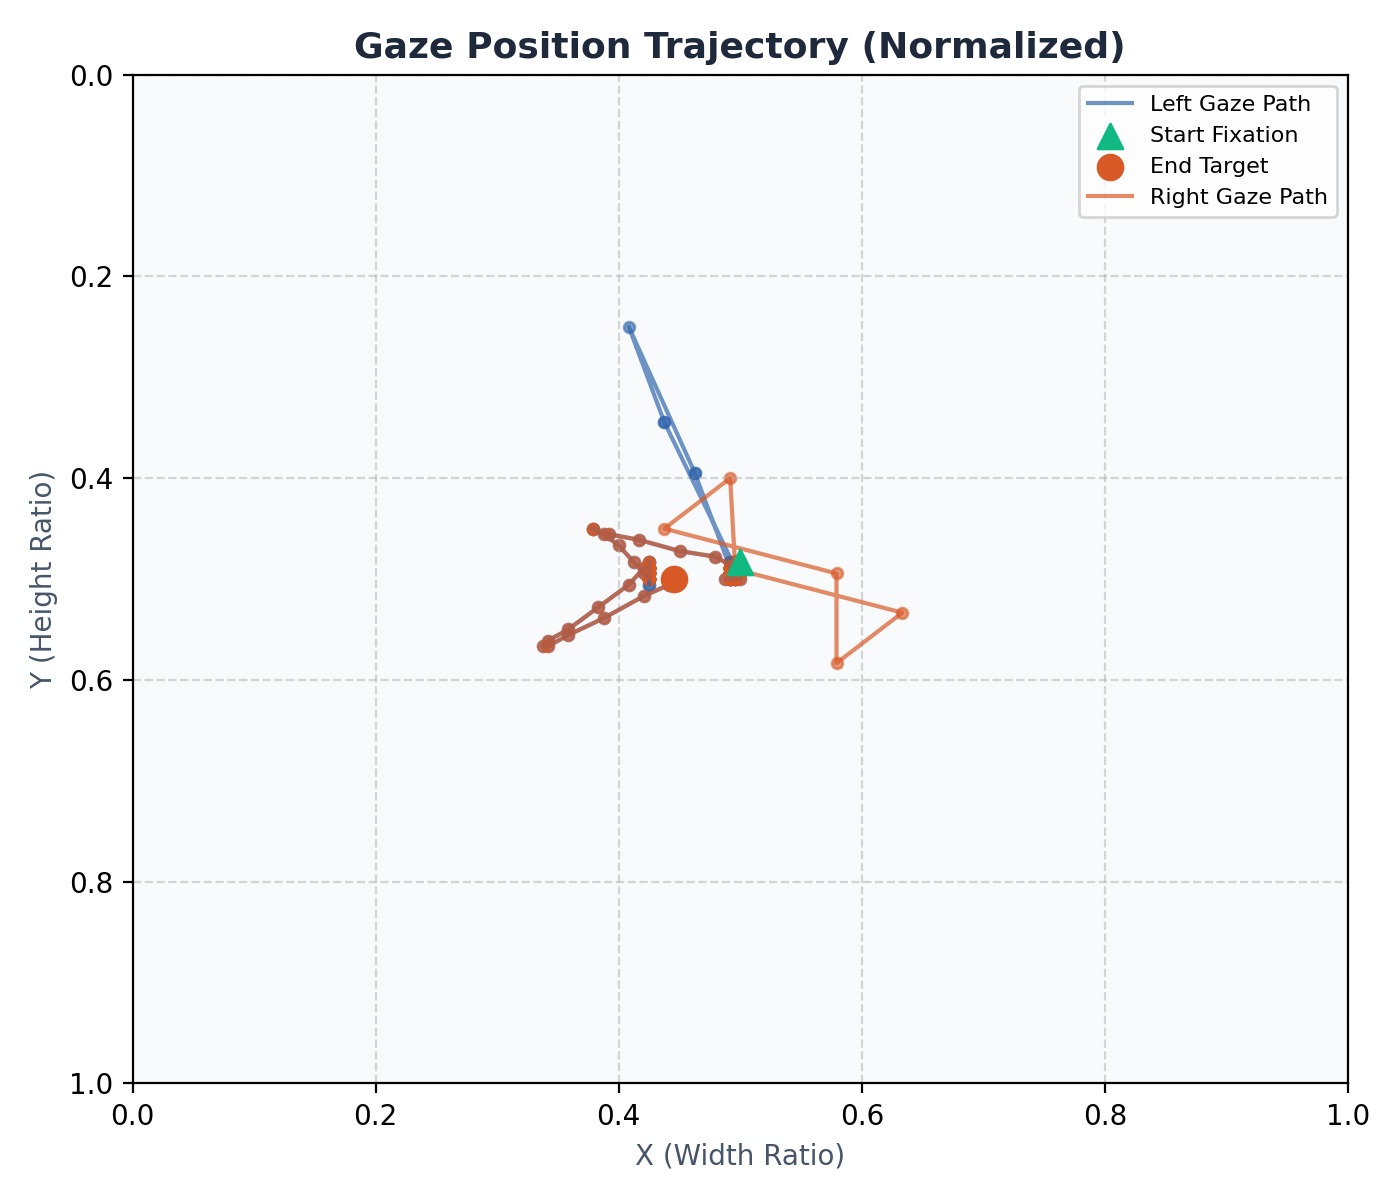 Gaze Position Trajectory (Normalized)
Left Gaze Path
Start Fixation
End Target
Right Gaze Path
Y (Height Ratio)
0.0
0.2
0.4
0.6
0.8
1.0
0.0 0.2 0.4 0.6 0.8 1.0
X (Width Ratio)